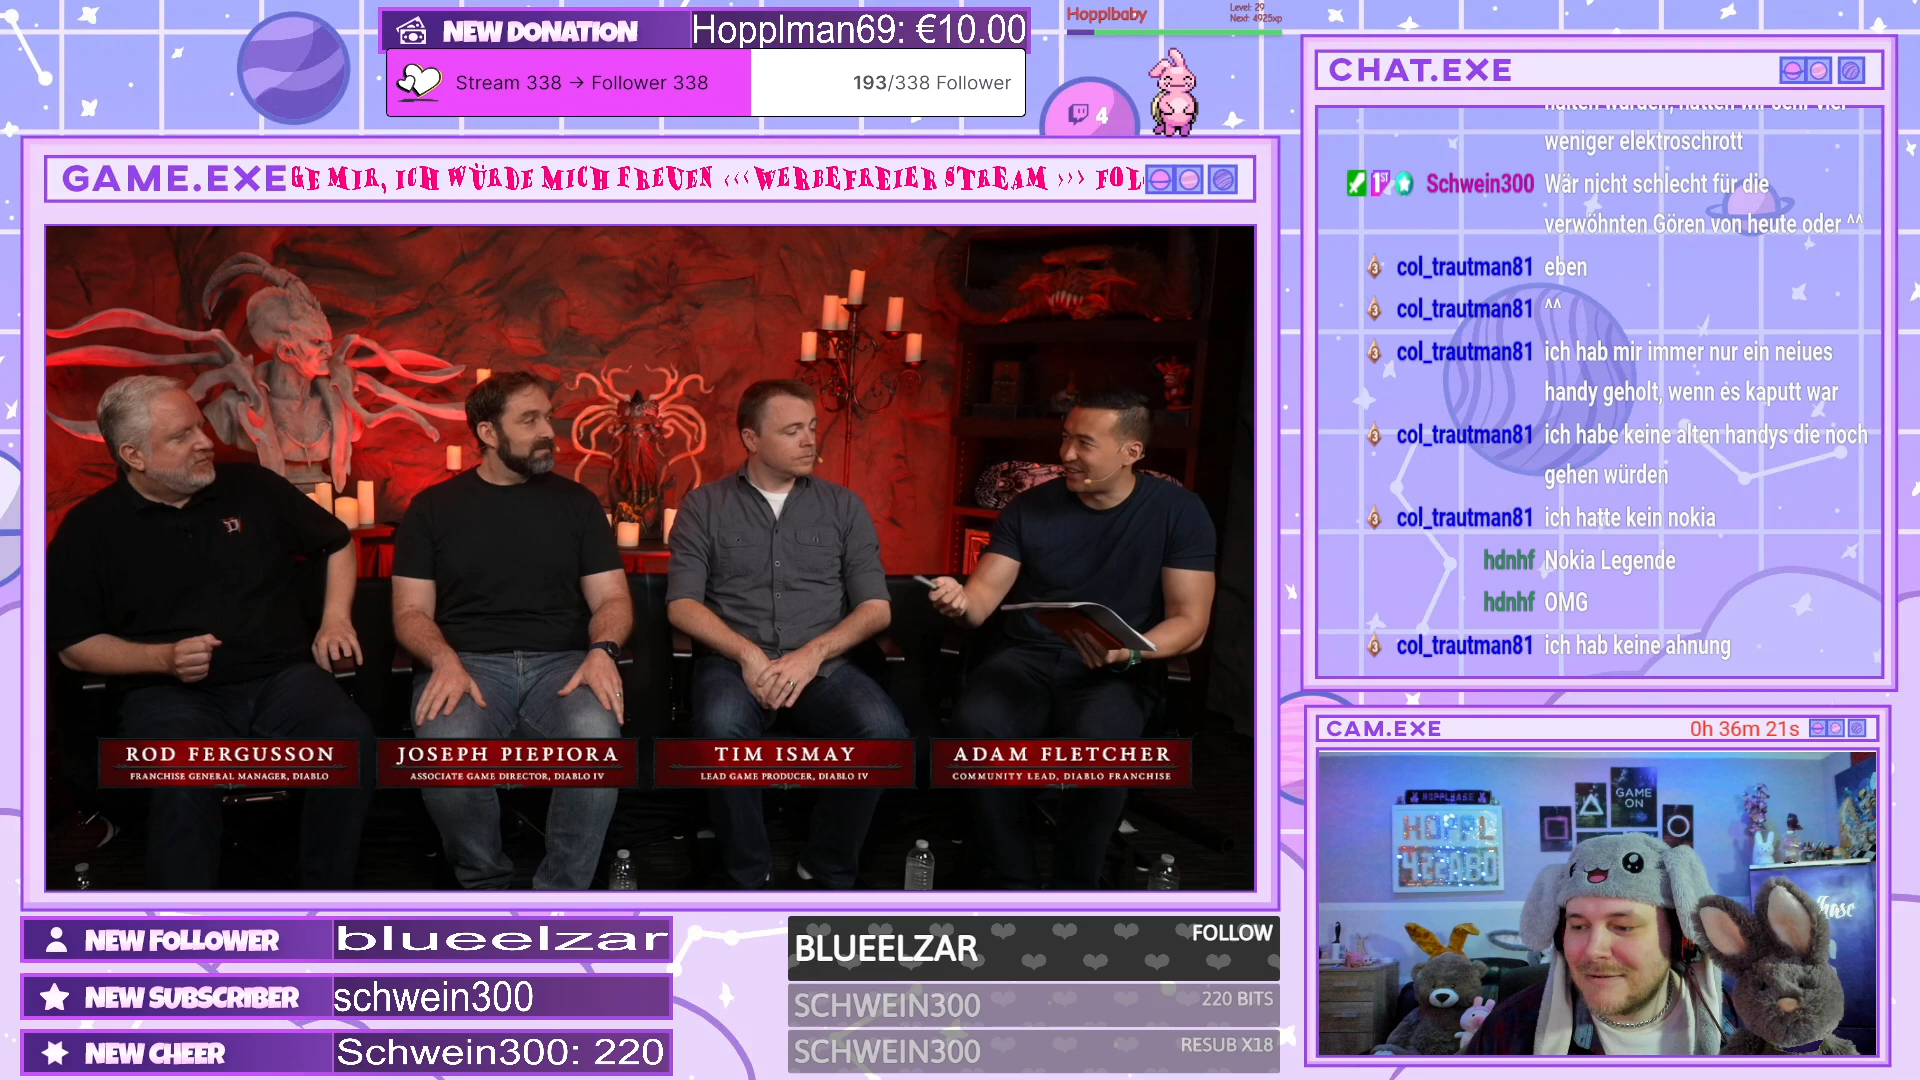 NEW DONATION
Hopplman69: €10.00
Stream 338 → Follower 338
193/338 Follower
Hopplbaby
Level: 29
Next: 4925xp
4
GAME.EXE
GE MIR, ICH WÜRDE MICH FREUEN ‹‹‹ WERBEFREIER STREAM ››› FOL
CHAT.EXE
weniger elektroschrott
Schwein300 Wär nicht schlecht für die
verwöhnten Gören von heute oder ^^
col_trautman81 eben
col_trautman81 ^^
col_trautman81 ich hab mir immer nur ein neiues
handy geholt, wenn es kaputt war
col_trautman81 ich habe keine alten handys die noch
gehen würden
col_trautman81 ich hatte kein nokia
hdnhf Nokia Legende
hdnhf OMG
col_trautman81 ich hab keine ahnung
ROD FERGUSSON
FRANCHISE GENERAL MANAGER, DIABLO
JOSEPH PIEPIORA
ASSOCIATE GAME DIRECTOR, DIABLO IV
TIM ISMAY
LEAD GAME PRODUCER, DIABLO IV
ADAM FLETCHER
COMMUNITY LEAD, DIABLO FRANCHISE
CAM.EXE
0h 36m 21s
HOPPLHASE
GAME
ON
HOPPL
NEW FOLLOWER
blueelzar
NEW SUBSCRIBER
schwein300
NEW CHEER
Schwein300: 220
BLUEELZAR
FOLLOW
SCHWEIN300
220 BITS
SCHWEIN300
RESUB X18